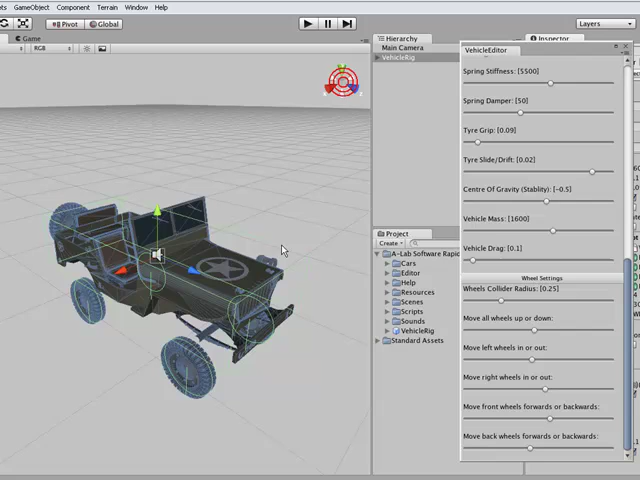 ets GameObject Component Terrain Window Help
Pivot Global Layers
Game
RGB
Hierarchy
Main Camera
VehicleRig
Inspector
VehicleEditor
Spring Stiffness: [5500]
Spring Damper: [50]
Tyre Grip: [0.09]
Tyre Slide/Drift: [0.02]
Centre Of Gravity (Stablity): [-0.5]
Vehicle Mass: [1600]
Vehicle Drag: [0.1]
Wheel Settings
Wheels Collider Radius: [0.25]
Move all wheels up or down:
Move left wheels in or out:
Move right wheels in or out:
Move front wheels forwards or backwards:
Move back wheels forwards or backwards:
Project
Create
A-Lab Software Rapid
Cars
Editor
Help
Resources
Scenes
Scripts
Sounds
VehicleRig
Standard Assets